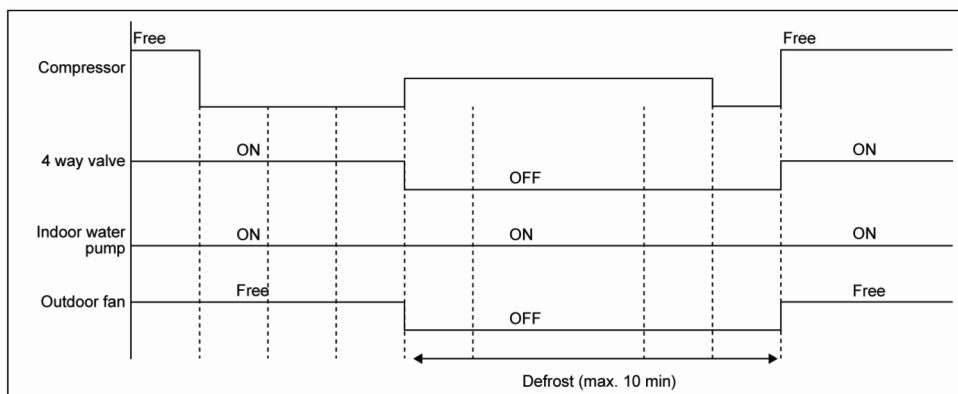 Free
Free
Compressor
4 way valve
ON
ON
OFF
Indoor water
pump
ON
ON
ON
Outdoor fan
Free
Free
OFF
Defrost (max. 10 min)